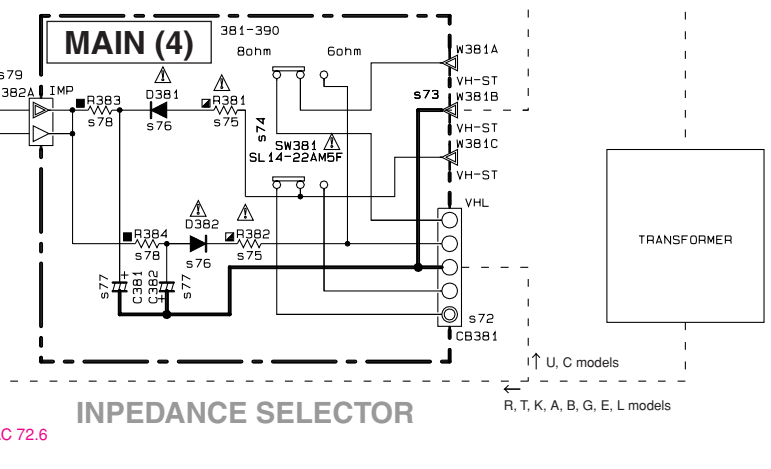 MAIN (4)
381-390
8ohm
6ohm
s79
382A
IMP
R383
s78
D381
s76
R381
s75
s74
SW381
SL14-22AM5F
s73
W381A
VH-ST
W381B
VH-ST
W381C
VH-ST
VHL
R384
s78
D382
s76
R382
s75
s77
C381
C382
s77
s72
CB381
TRANSFORMER
U, C models
R, T, K, A, B, G, E, L models
INPEDANCE SELECTOR
C 72.6